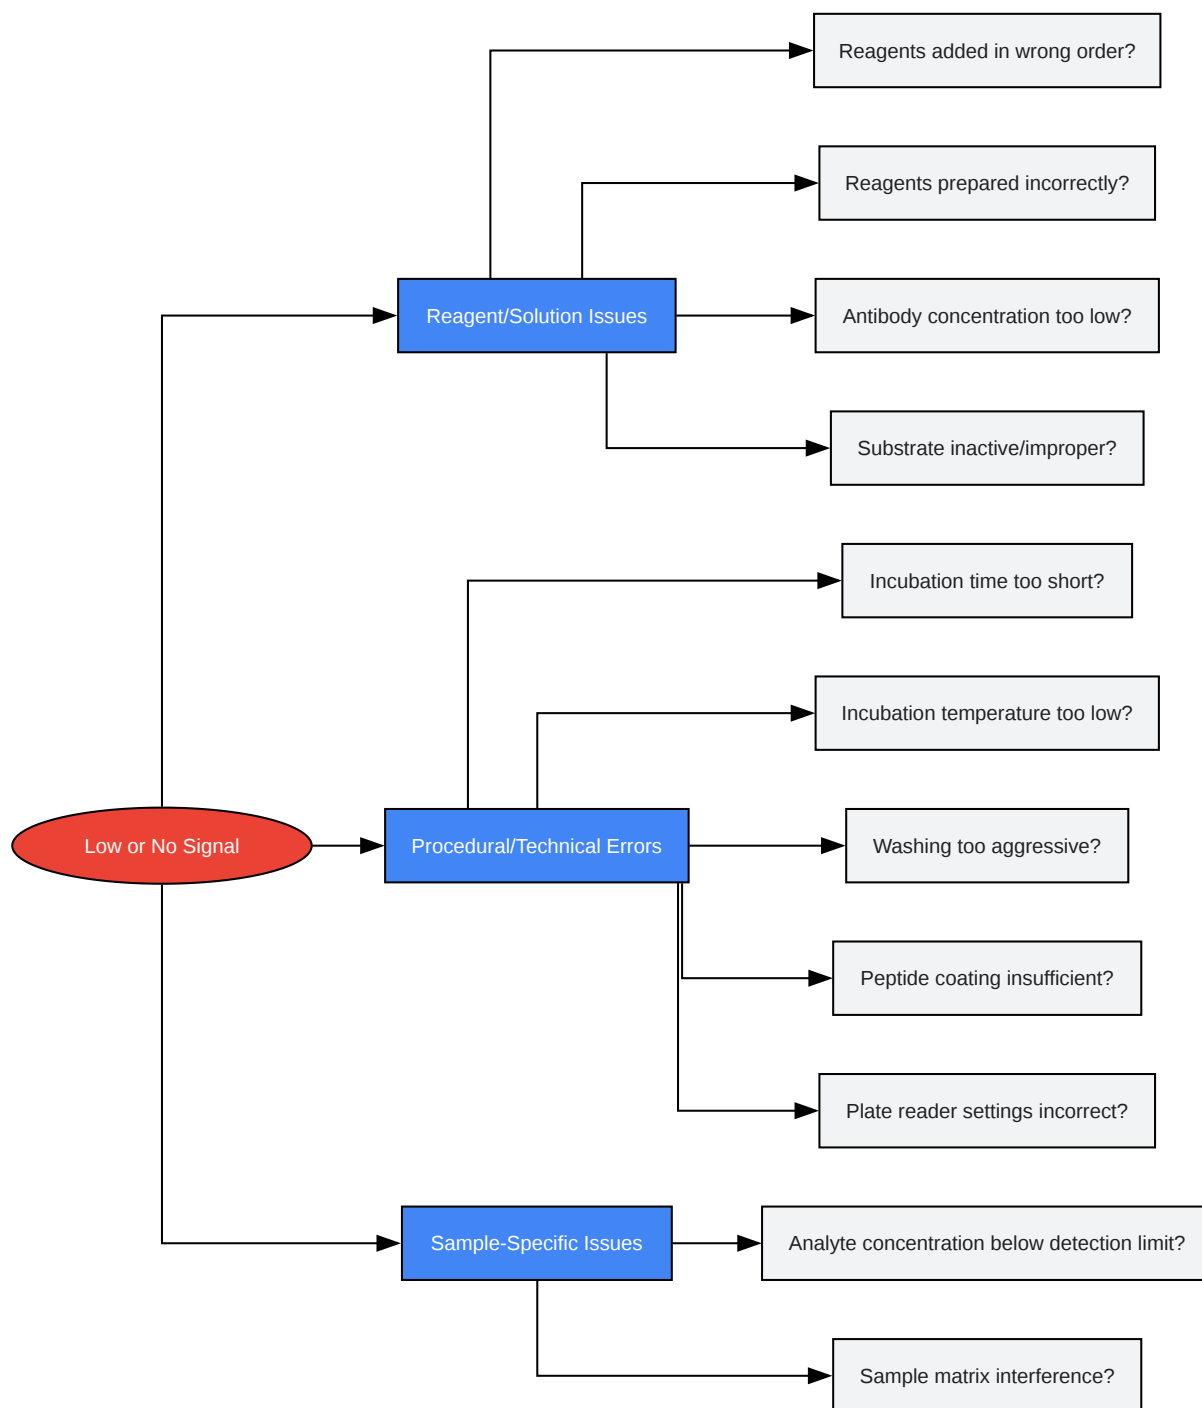 Low or No Signal
Reagent/Solution Issues
Reagents added in wrong order?
Reagents prepared incorrectly?
Antibody concentration too low?
Substrate inactive/improper?
Procedural/Technical Errors
Incubation time too short?
Incubation temperature too low?
Washing too aggressive?
Peptide coating insufficient?
Plate reader settings incorrect?
Sample-Specific Issues
Analyte concentration below detection limit?
Sample matrix interference?